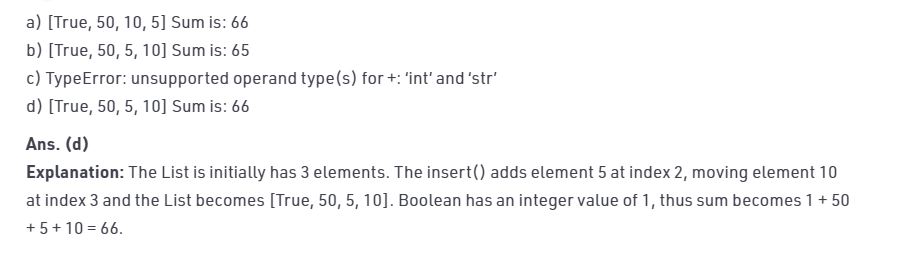 a) [True, 50, 10, 5] Sum is: 66
b) [True, 50, 5, 10] Sum is: 65
c) TypeError: unsupported operand type(s) for +: ‘int’ and ‘str’
d) [True, 50, 5, 10] Sum is: 66
Ans. (d)
Explanation: The List is initially has 3 elements. The insert() adds element 5 at index 2, moving element 10
at index 3 and the List becomes [True, 50, 5, 10]. Boolean has an integer value of 1, thus sum becomes 1 + 50
+ 5 + 10 = 66.